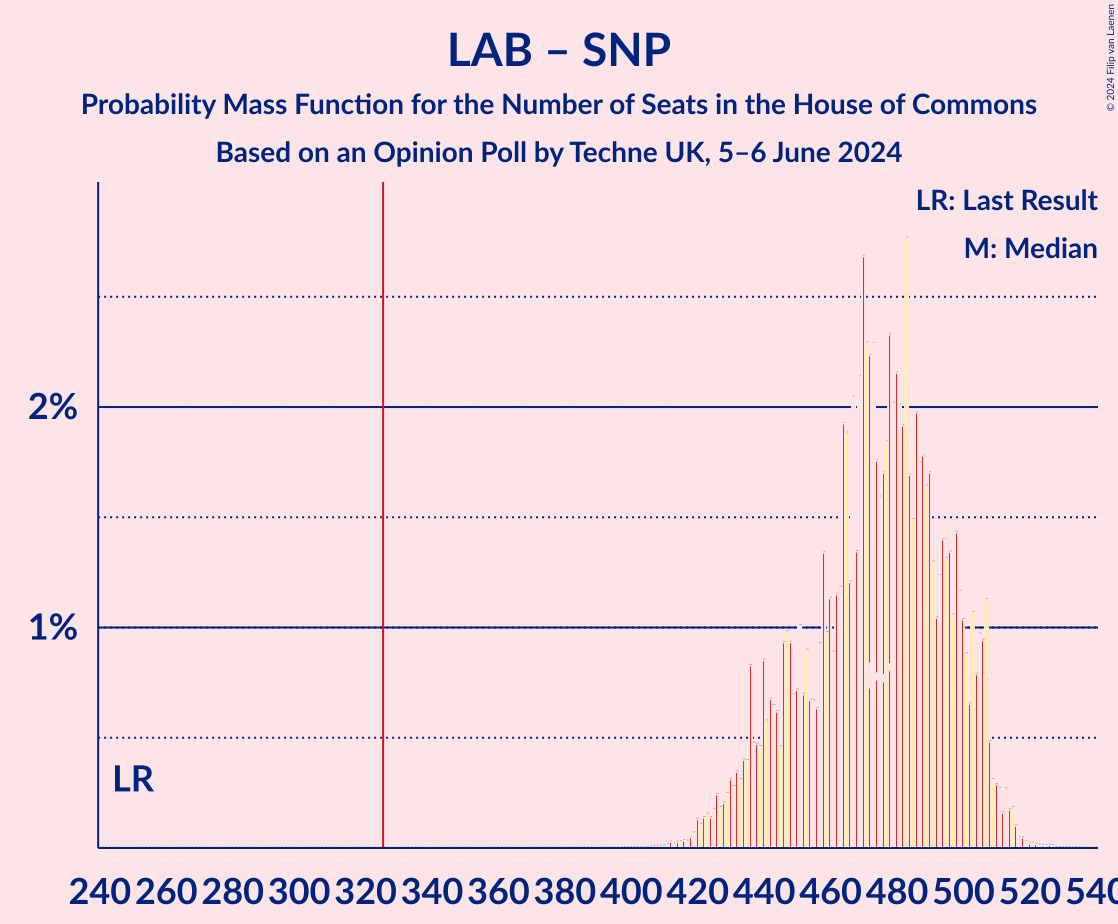 LAB – SNP
Probability Mass Function for the Number of Seats in the House of Commons
Based on an Opinion Poll by Techne UK, 5–6 June 2024
© 2024 Filip van Laenen
LR: Last Result
M: Median
2%
1%
LR
M
240 260 280 300 320 340 360 380 400 420 440 460 480 500 520 540